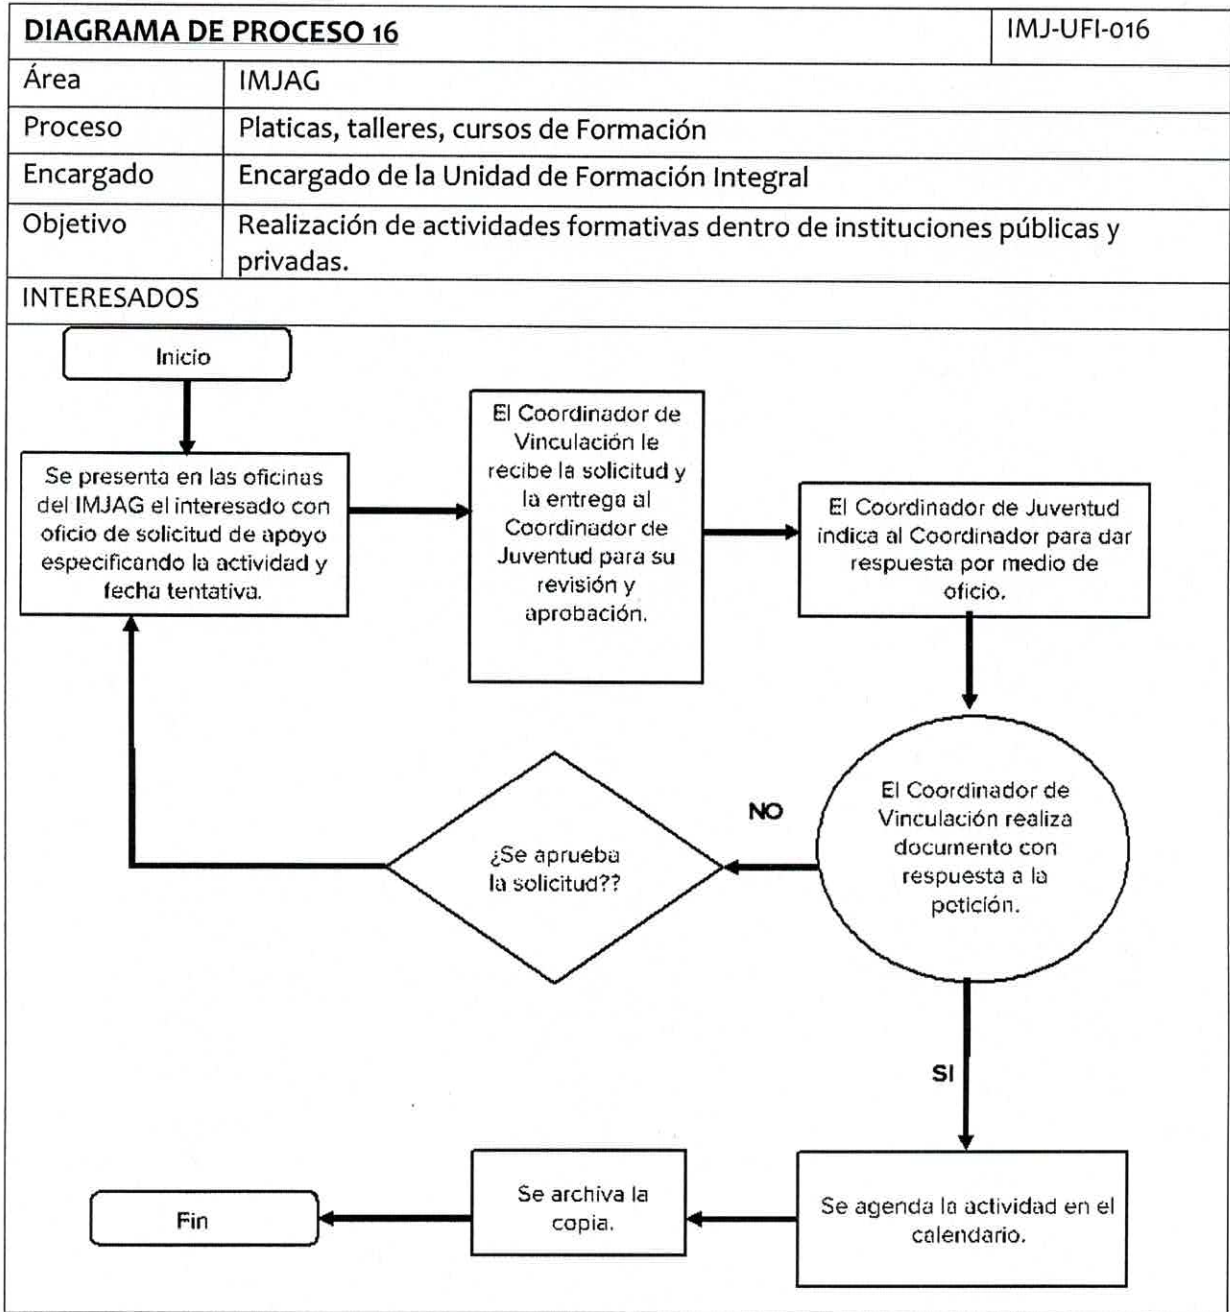 DIAGRAMA DE PROCESO 16
IMJ-UFI-016
Área
IMJAG
Proceso
Platicas, talleres, cursos de Formación
Encargado
Encargado de la Unidad de Formación Integral
Objetivo
Realización de actividades formativas dentro de instituciones públicas y
privadas.
INTERESADOS
Inicio
Se presenta en las oficinas
del IMJAG el interesado con
oficio de solicitud de apoyo
especificando la actividad y
fecha tentativa.
El Coordinador de
Vinculación le
recibe la solicitud y
la entrega al
Coordinador de
Juventud para su
revisión y
aprobación.
El Coordinador de Juventud
indica al Coordinador para dar
respuesta por medio de
oficio.
El Coordinador de
Vinculación realiza
documento con
respuesta a la
petición.
NO
¿Se aprueba
la solicitud??
SI
Se agenda la actividad en el
calendario.
Se archiva la
copia.
Fin